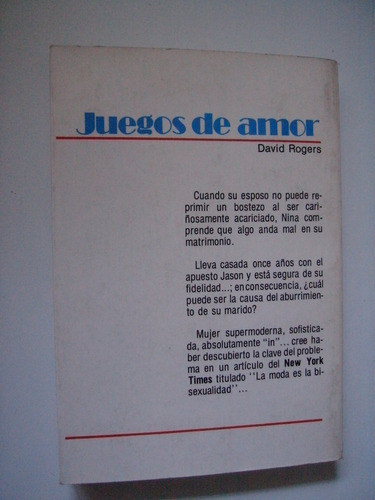 Juegos de amor
David Rogers
Cuando su esposo no puede re-
primir un bostezo al ser cari-
ñosamente acariciado, Nina com-
prende que algo anda mal en su
matrimonio.
Lleva casada once años con el
apuesto Jason y está segura de su
fidelidad...; en consecuencia, ¿cuál
puede ser la causa del aburrimien-
to de su marido?
Mujer supermoderna, sofistica-
da, absolutamente "in"... cree ha-
ber descubierto la clave del proble-
ma en un artículo del New York
Times titulado ''La moda es la bi-
sexualidad''...